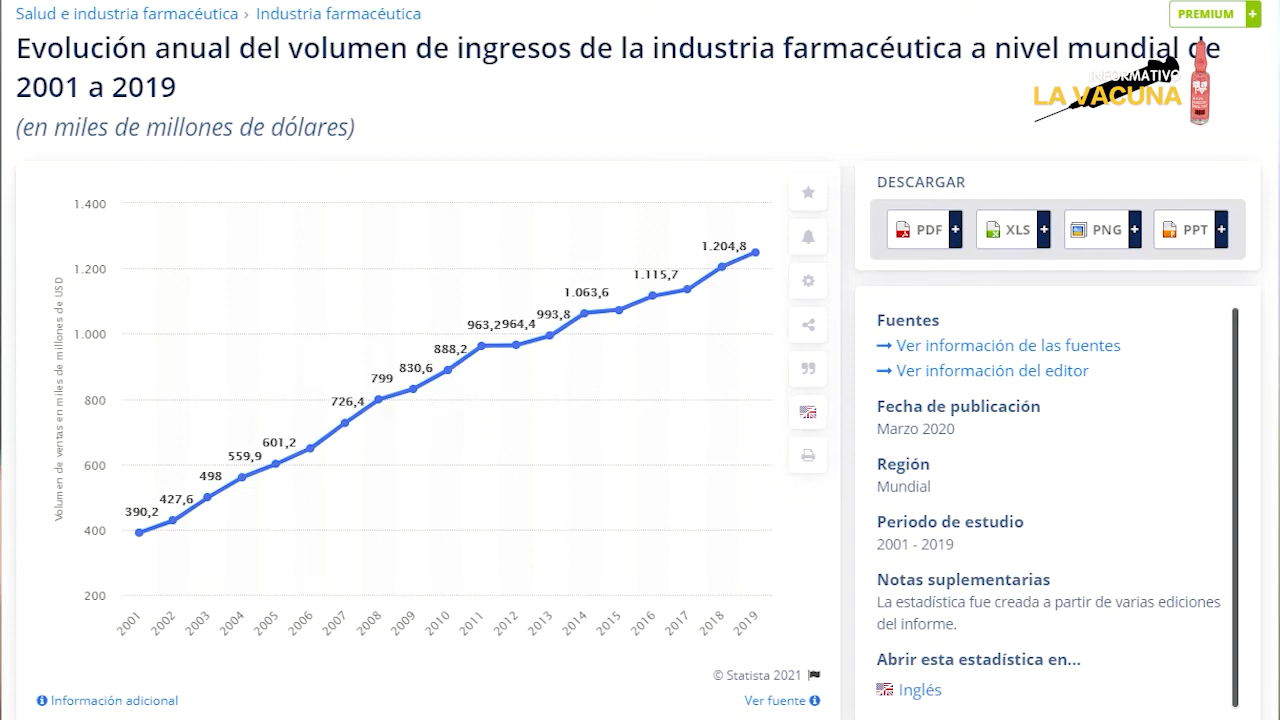 Salud e industria farmacéutica › Industria farmacéutica
PREMIUM +
Evolución anual del volumen de ingresos de la industria farmacéutica a nivel mundial de
2001 a 2019
(en miles de millones de dólares)
INFORMATIVO
LA VACUNA
Volumen de ventas en miles de millones de USD
1.400
1.200
1.000
800
600
400
200
390,2
427,6
498
559,9
601,2
726,4
799
830,6
888,2
963,2
964,4
993,8
1.063,6
1.115,7
1.204,8
2001 2002 2003 2004 2005 2006 2007 2008 2009 2010 2011 2012 2013 2014 2015 2016 2017 2018 2019
© Statista 2021
Información adicional
Ver fuente
DESCARGAR
PDF + XLS + PNG + PPT +
Fuentes
→ Ver información de las fuentes
→ Ver información del editor
Fecha de publicación
Marzo 2020
Región
Mundial
Periodo de estudio
2001 - 2019
Notas suplementarias
La estadística fue creada a partir de varias ediciones
del informe.
Abrir esta estadística en...
Inglés